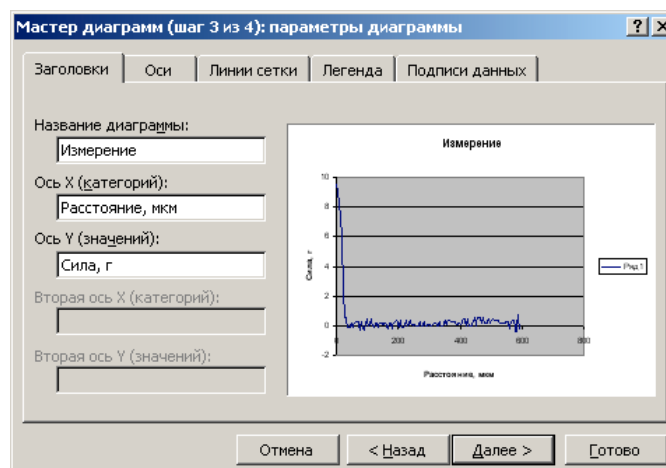 Мастер диаграмм (шаг 3 из 4): параметры диаграммы
Заголовки Оси Линии сетки Легенда Подписи данных
Название диаграммы:
Измерение
Ось X (категорий):
Расстояние, мкм
Ось Y (значений):
Сила, г
Вторая ось X (категорий):
Вторая ось Y (значений):
Измерение
10
8
6
4
2
0
-2
0 200 400 600 800
Сила, г
Расстояние, мкм
Ряд1
Отмена < Назад Далее > Готово